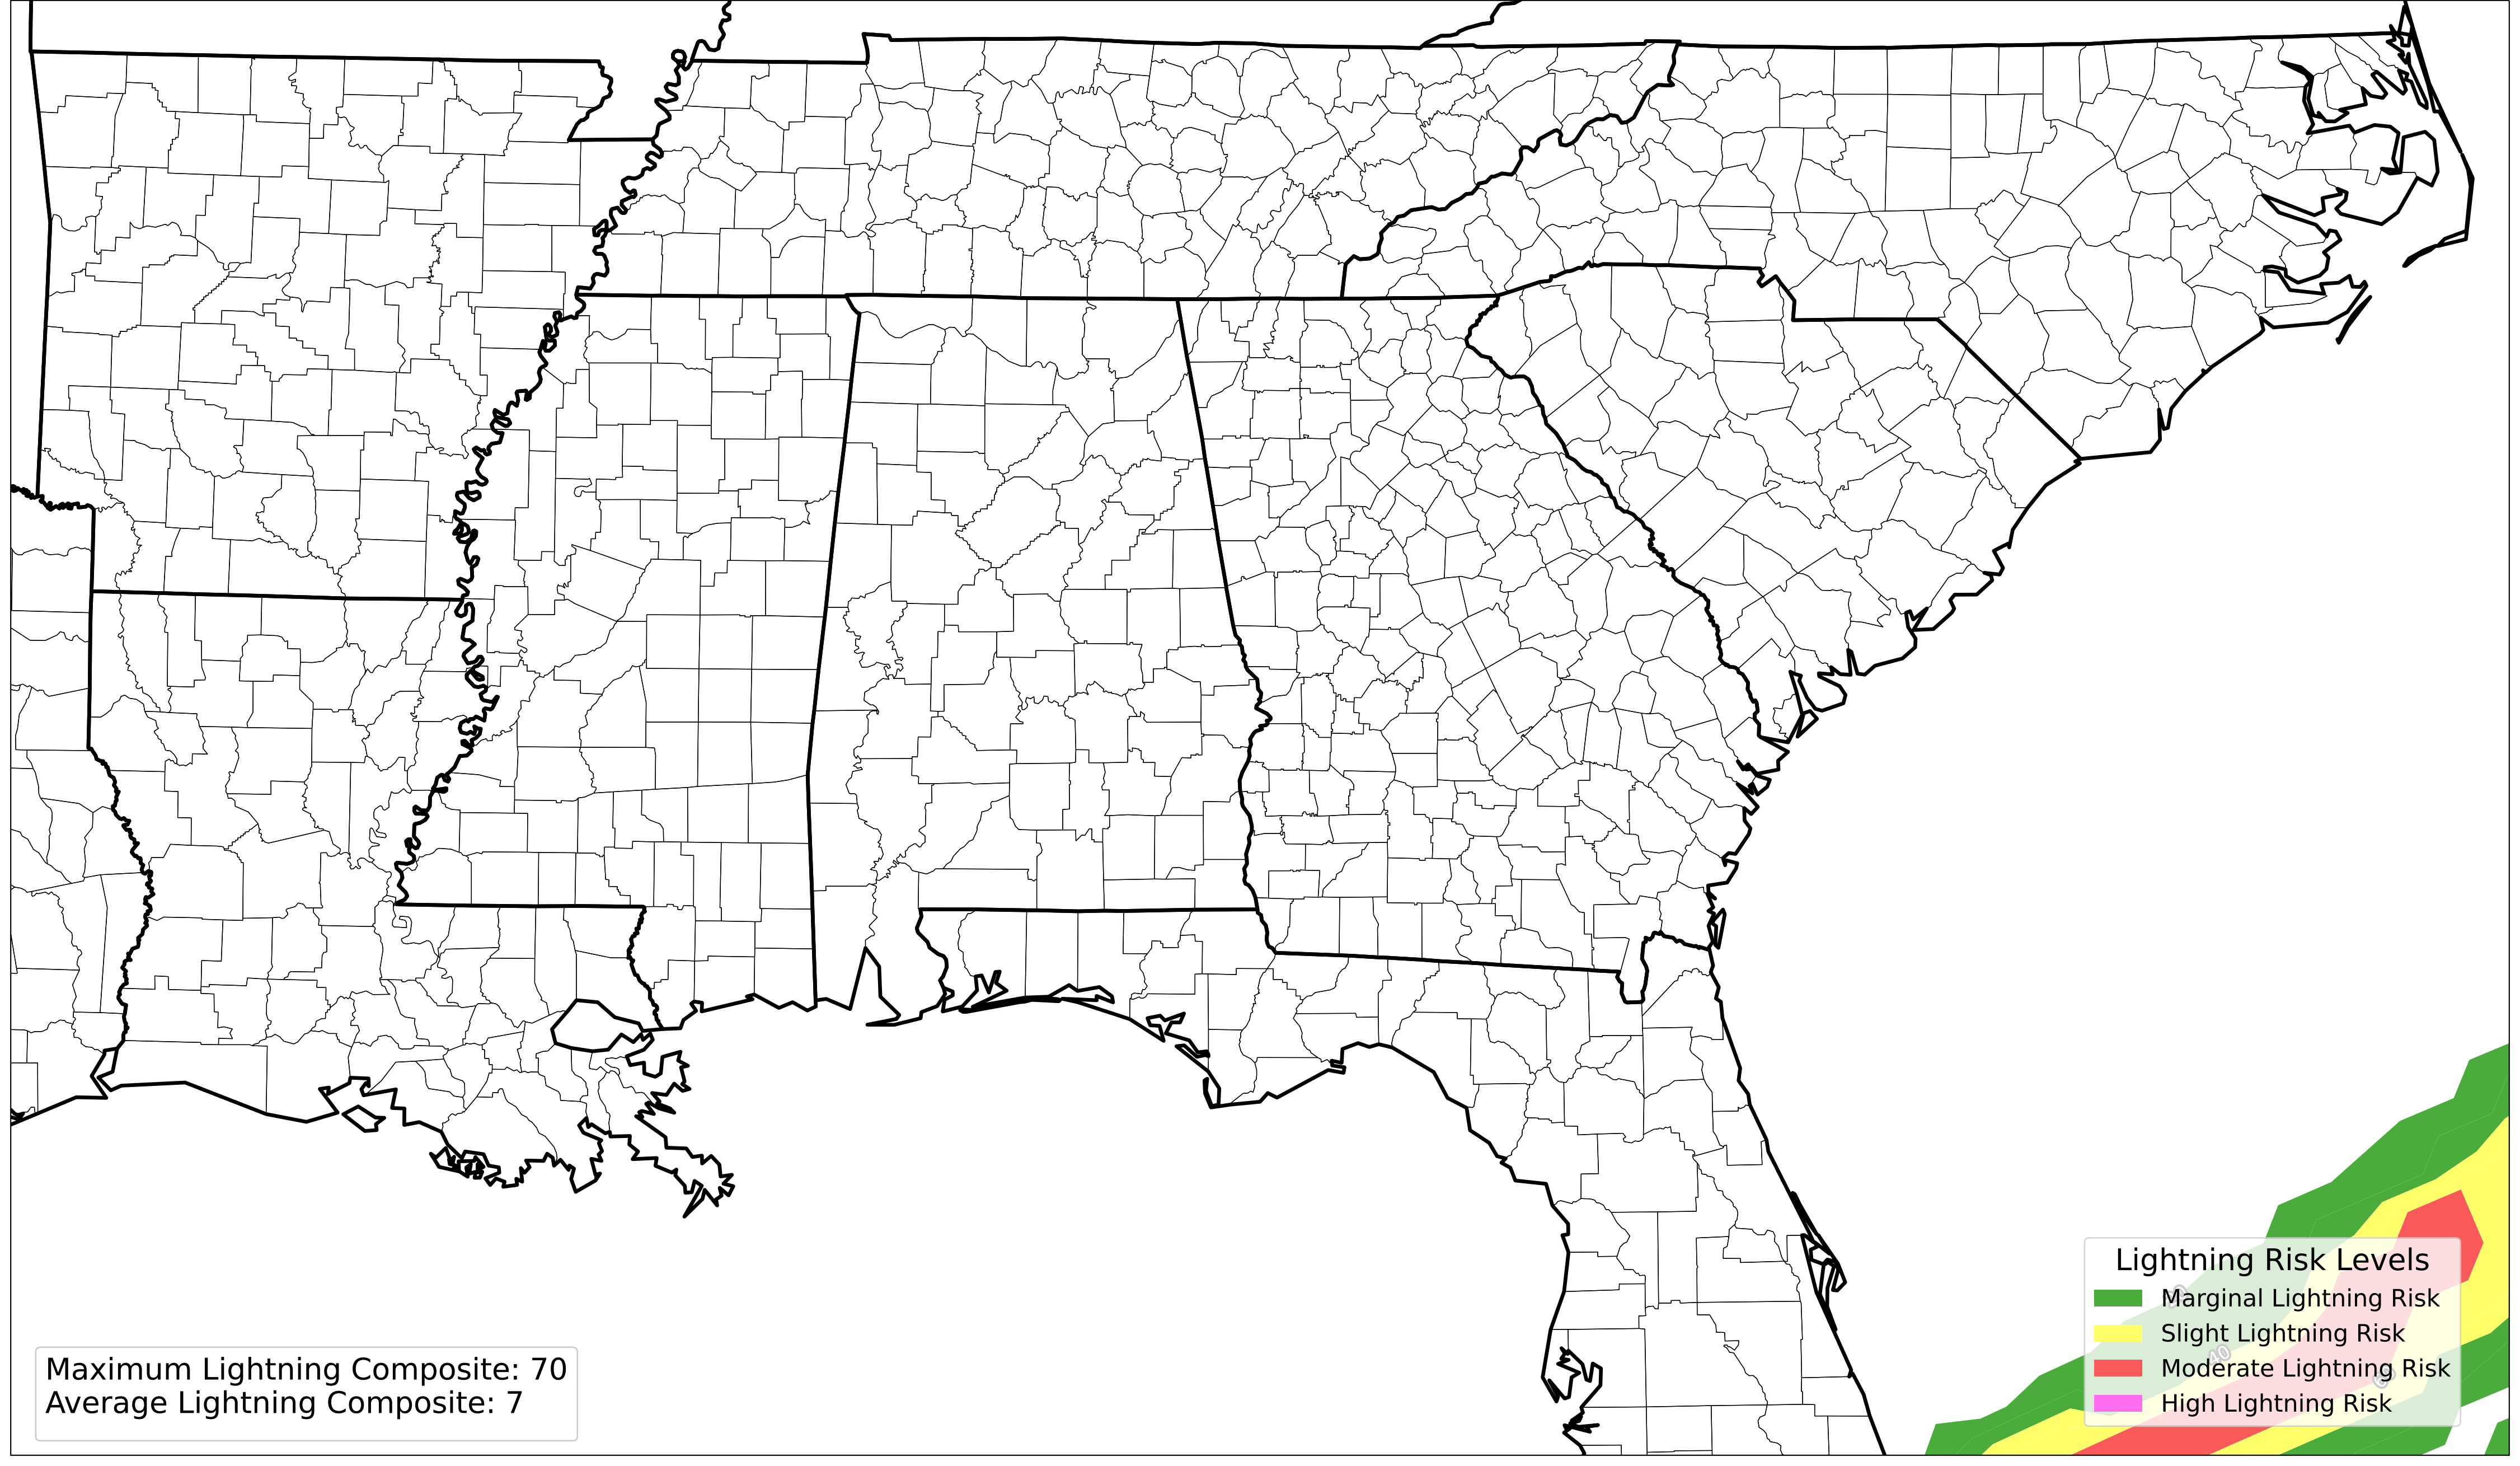 Lightning Risk Levels
Marginal Lightning Risk
Slight Lightning Risk
Moderate Lightning Risk
High Lightning Risk
40
Maximum Lightning Composite: 70
Average Lightning Composite: 7